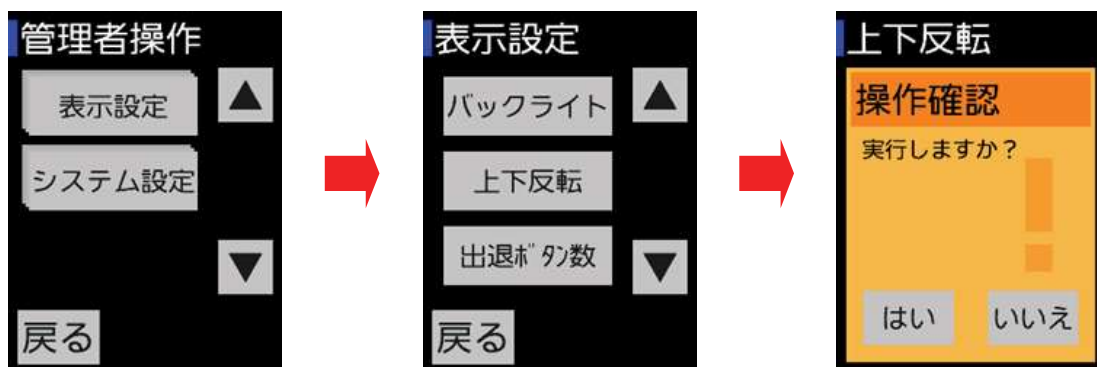 管理者操作
表示設定
▲
システム設定
▼
戻る
表示設定
バックライト
▲
上下反転
出退ﾎﾞﾀﾝ数
▼
戻る
上下反転
操作確認
実行しますか？
!
はい
いいえ